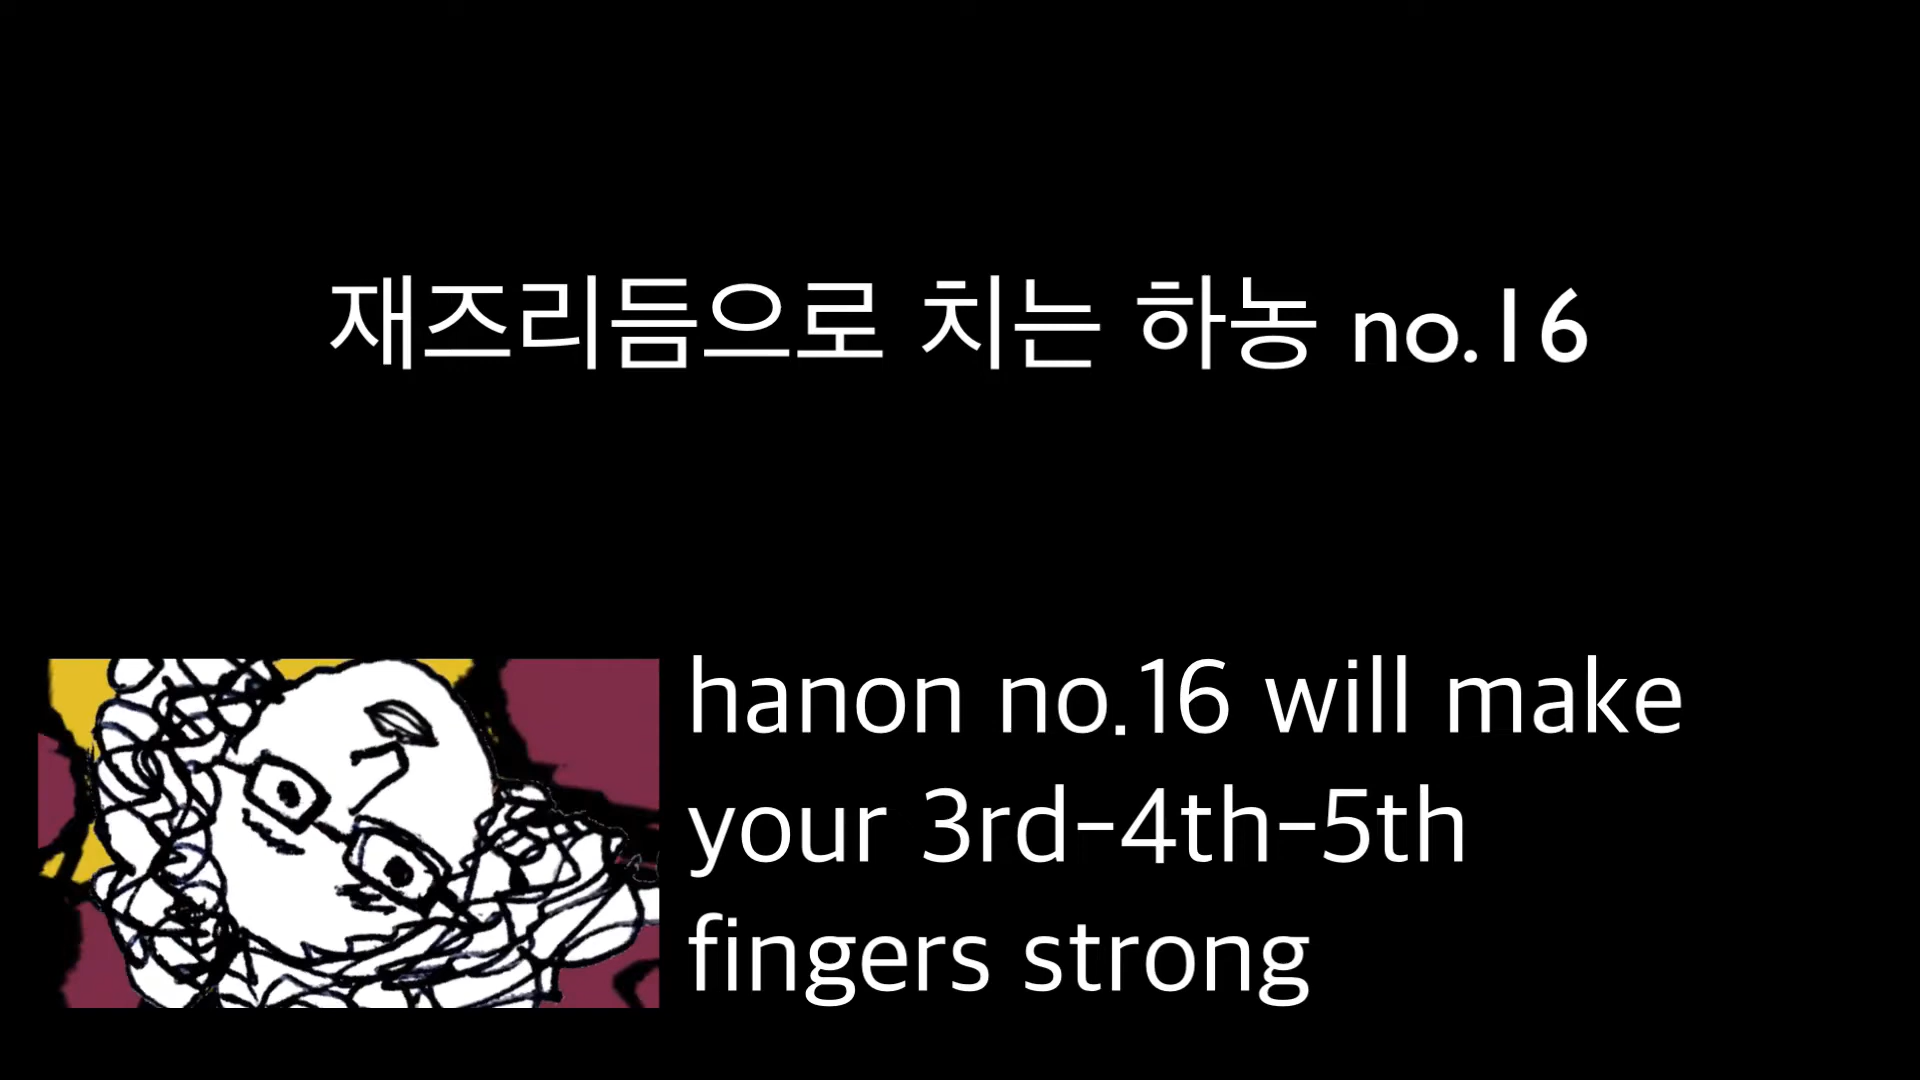 재즈리듬으로 치는 하농 no.16
hanon no.16 will make
your 3rd-4th-5th
fingers strong